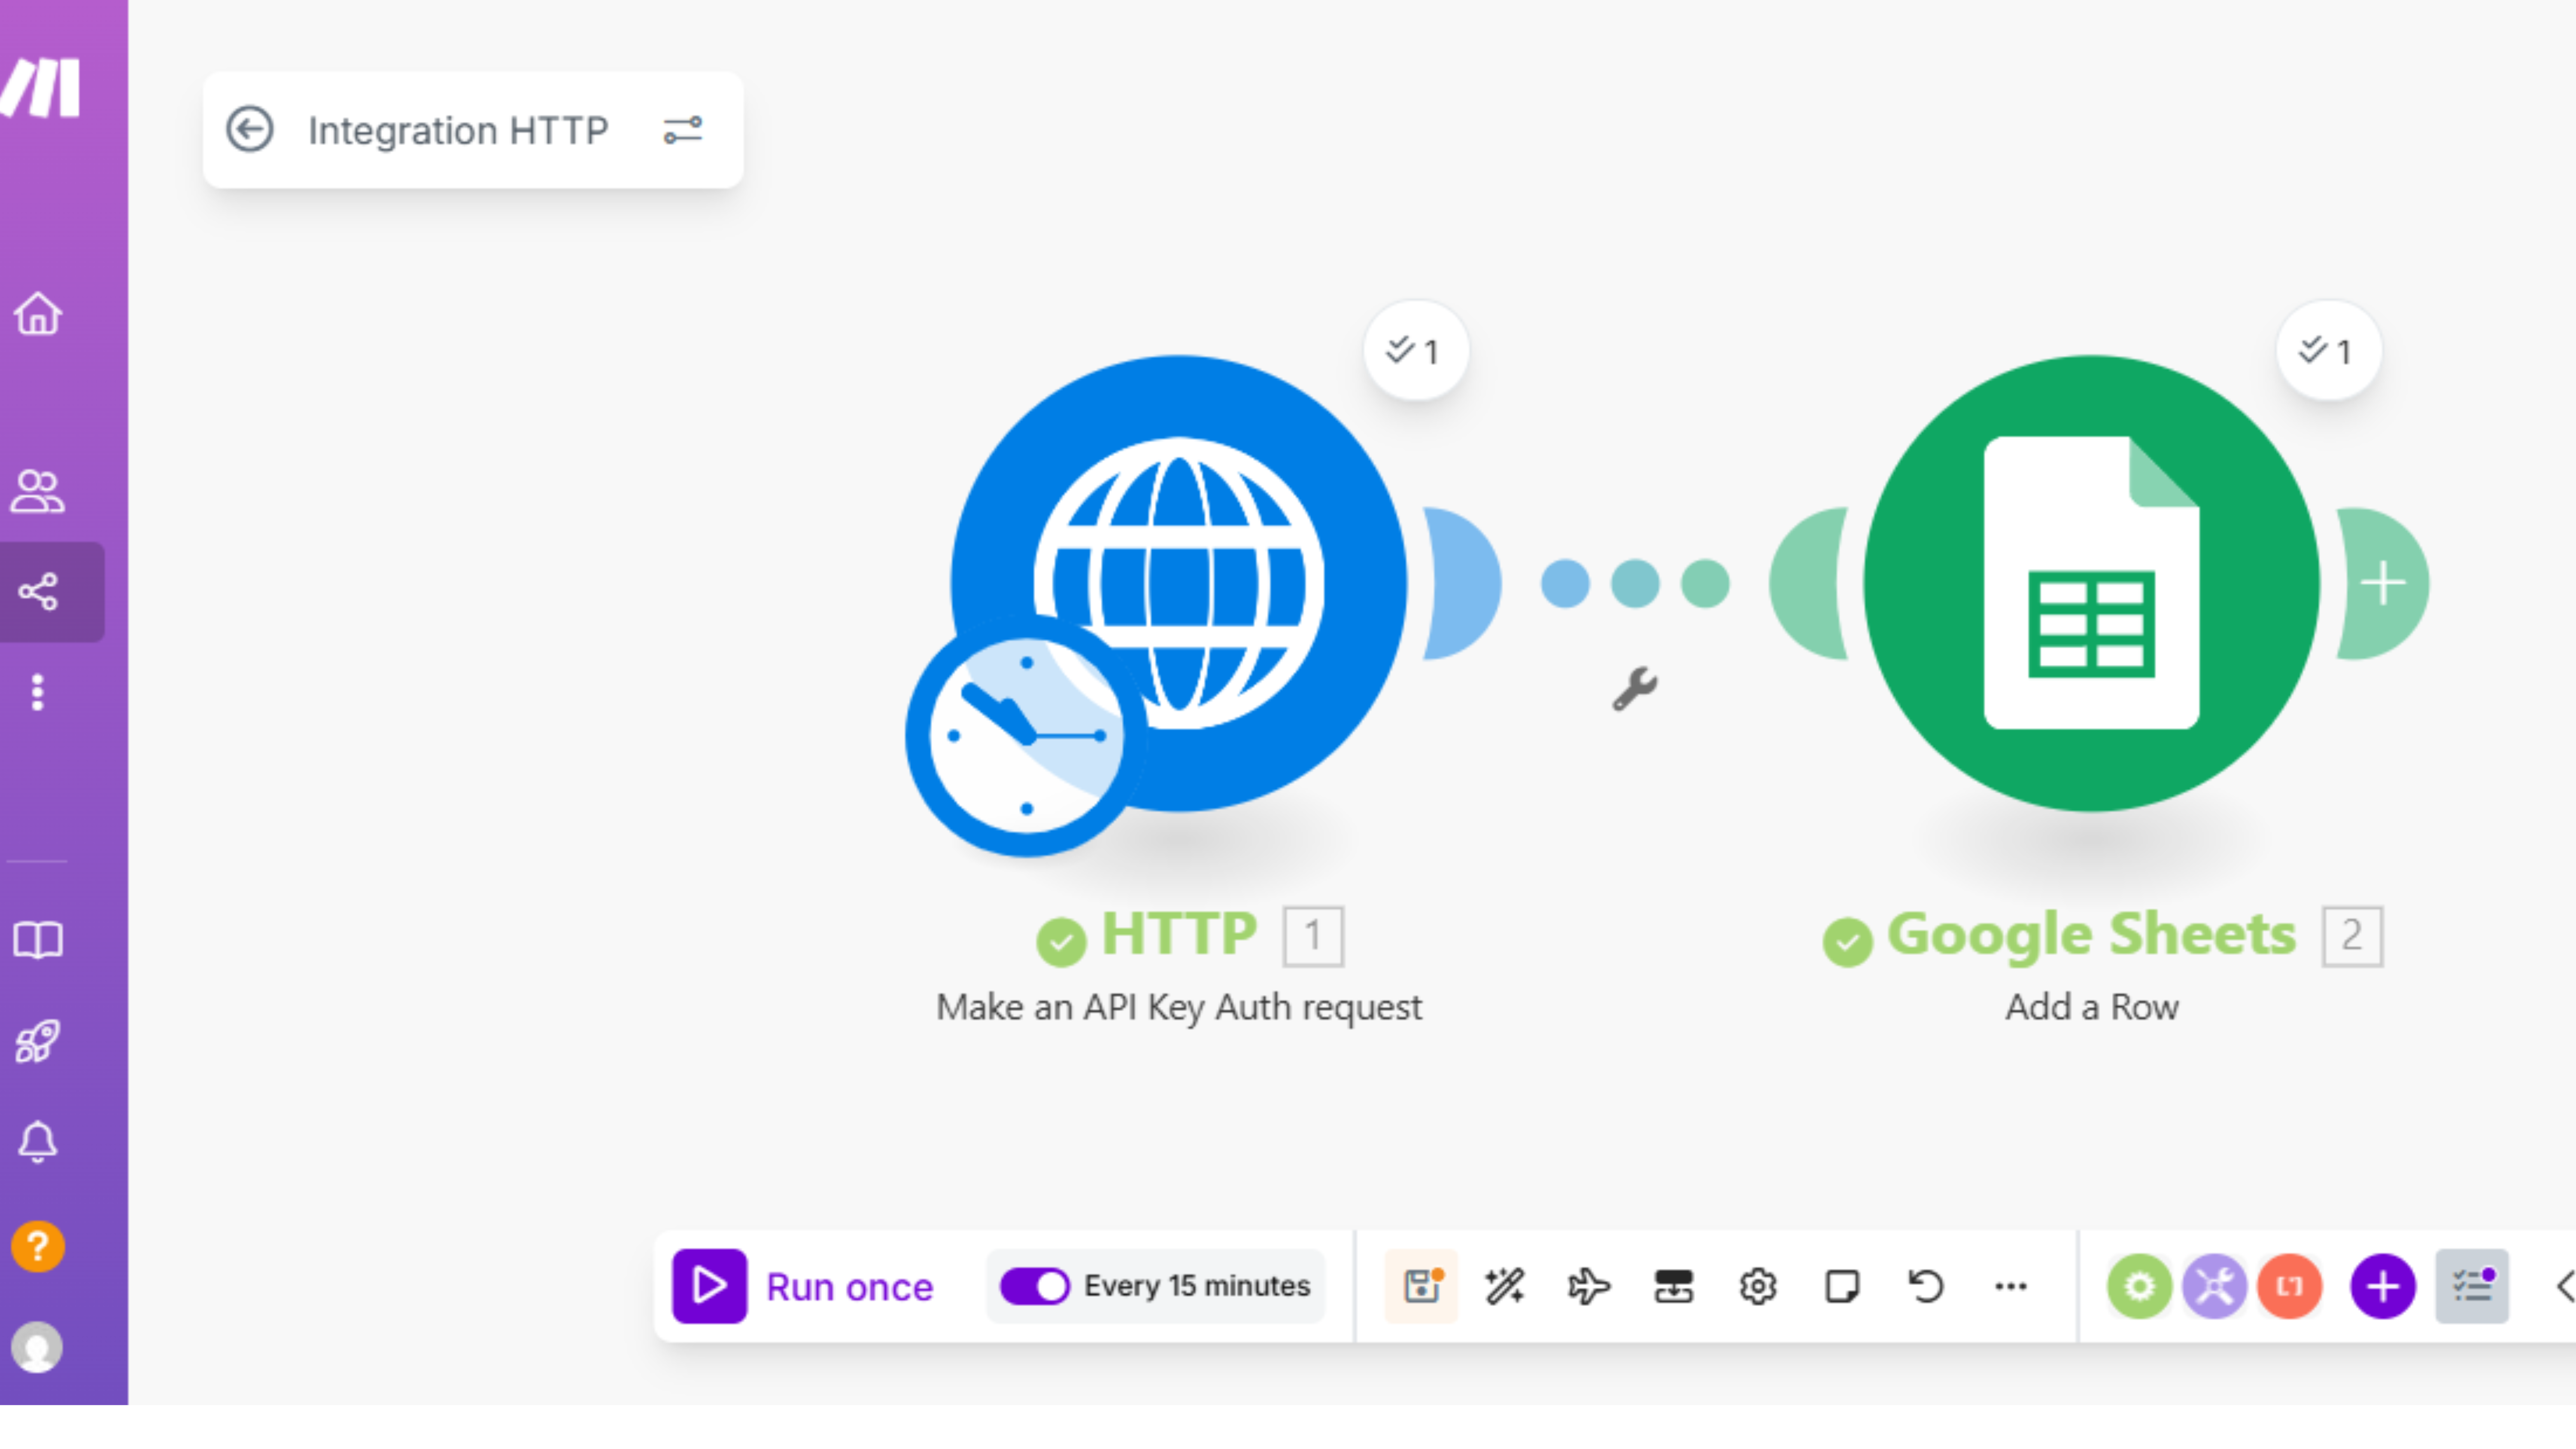 Integration HTTP
1
1
HTTP 1
Make an API Key Auth request
Google Sheets 2
Add a Row
?
Run once
Every 15 minutes